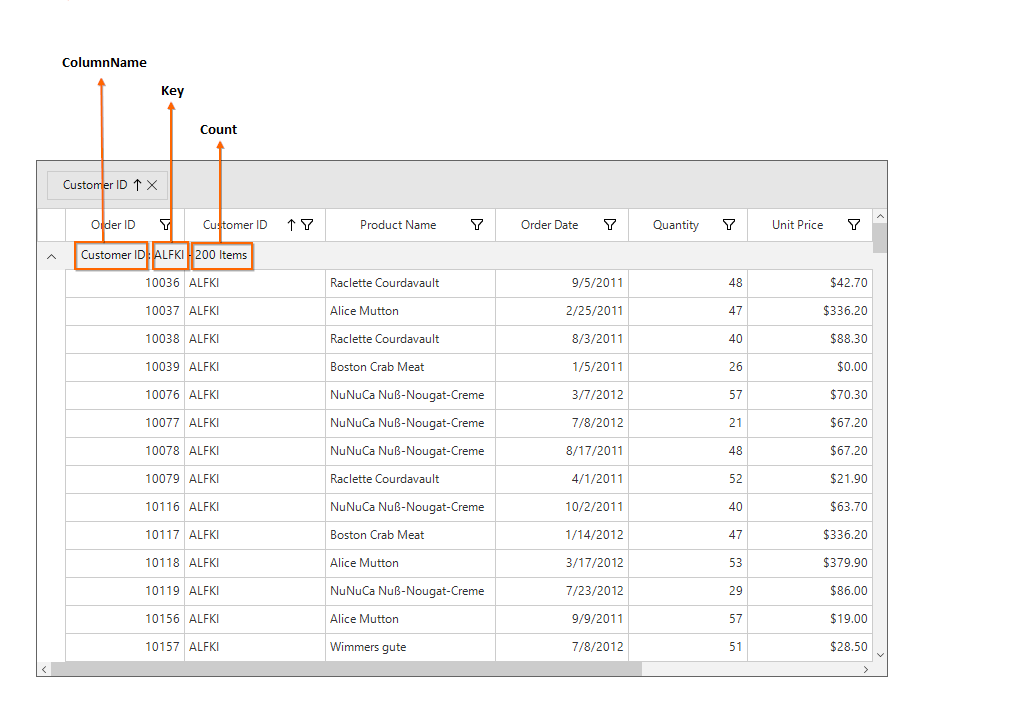 ColumnName
Key
Count
Customer ID
Order ID Customer ID Product Name Order Date Quantity Unit Price
Customer ID : ALFKI - 200 Items
10036 ALFKI Raclette Courdavault 9/5/2011 48 $42.70
10037 ALFKI Alice Mutton 2/25/2011 47 $336.20
10038 ALFKI Raclette Courdavault 8/3/2011 40 $88.30
10039 ALFKI Boston Crab Meat 1/5/2011 26 $0.00
10076 ALFKI NuNuCa Nuß-Nougat-Creme 3/7/2012 57 $70.30
10077 ALFKI NuNuCa Nuß-Nougat-Creme 7/8/2012 21 $67.20
10078 ALFKI NuNuCa Nuß-Nougat-Creme 8/17/2011 48 $67.20
10079 ALFKI Raclette Courdavault 4/1/2011 52 $21.90
10116 ALFKI NuNuCa Nuß-Nougat-Creme 10/2/2011 40 $63.70
10117 ALFKI Boston Crab Meat 1/14/2012 47 $336.20
10118 ALFKI Alice Mutton 3/17/2012 53 $379.90
10119 ALFKI NuNuCa Nuß-Nougat-Creme 7/23/2012 29 $86.00
10156 ALFKI Alice Mutton 9/9/2011 57 $19.00
10157 ALFKI Wimmers gute 7/8/2012 51 $28.50